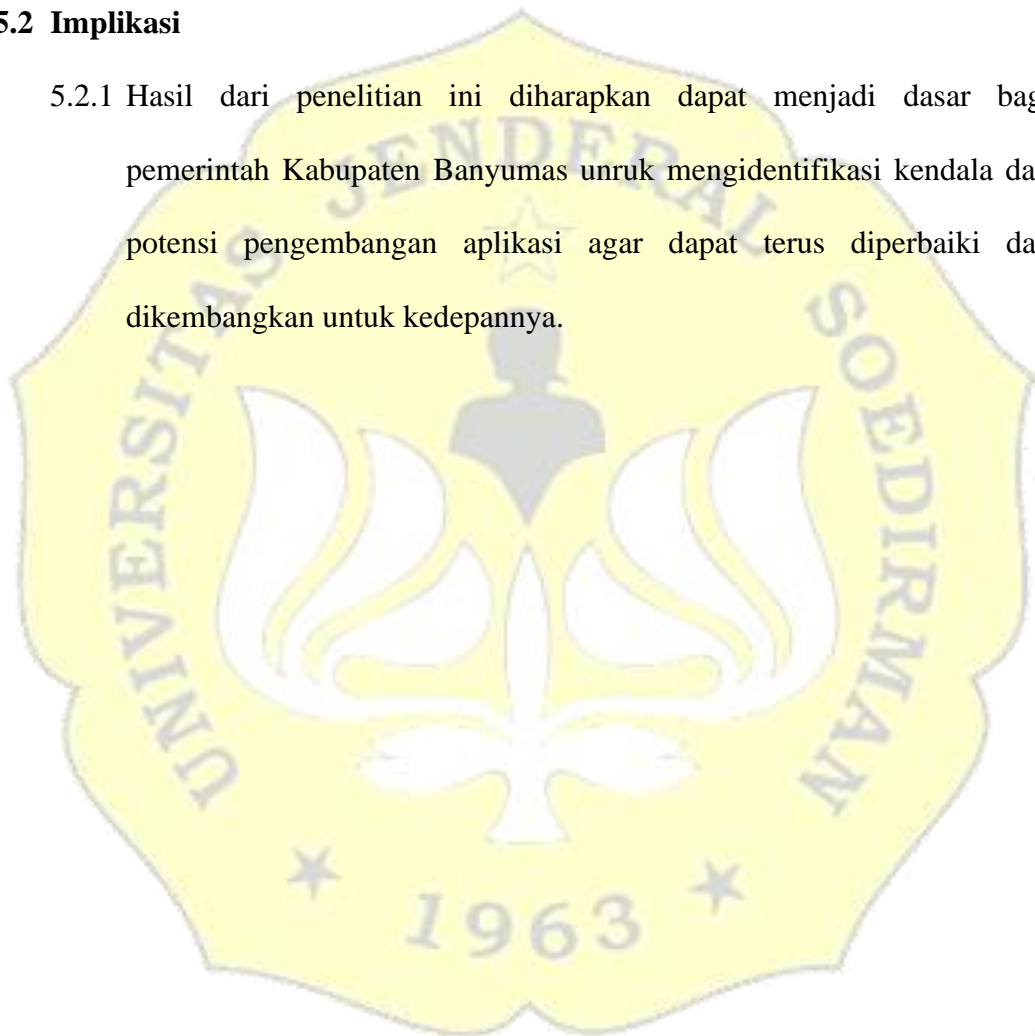 5.2 Implikasi
5.2.1 Hasil dari penelitian ini diharapkan dapat menjadi dasar bag
pemerintah Kabupaten Banyumas unruk mengidentifikasi kendala da
potensi pengembangan aplikasi agar dapat terus diperbaiki da
dikembangkan untuk kedepannya.
UNIVERSITAS JENDERAL SOEDIRMAN
1963